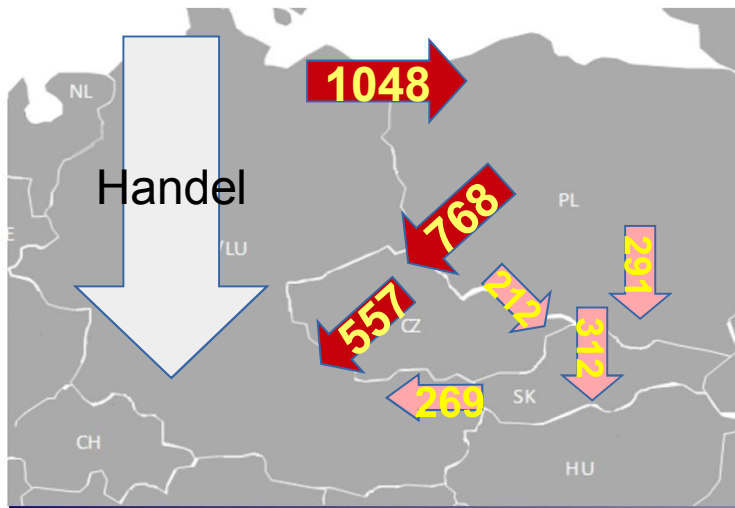 1048
NL
Handel
768
PL
E
/LU
291
212
557
CZ
312
269
SK
CH
HU